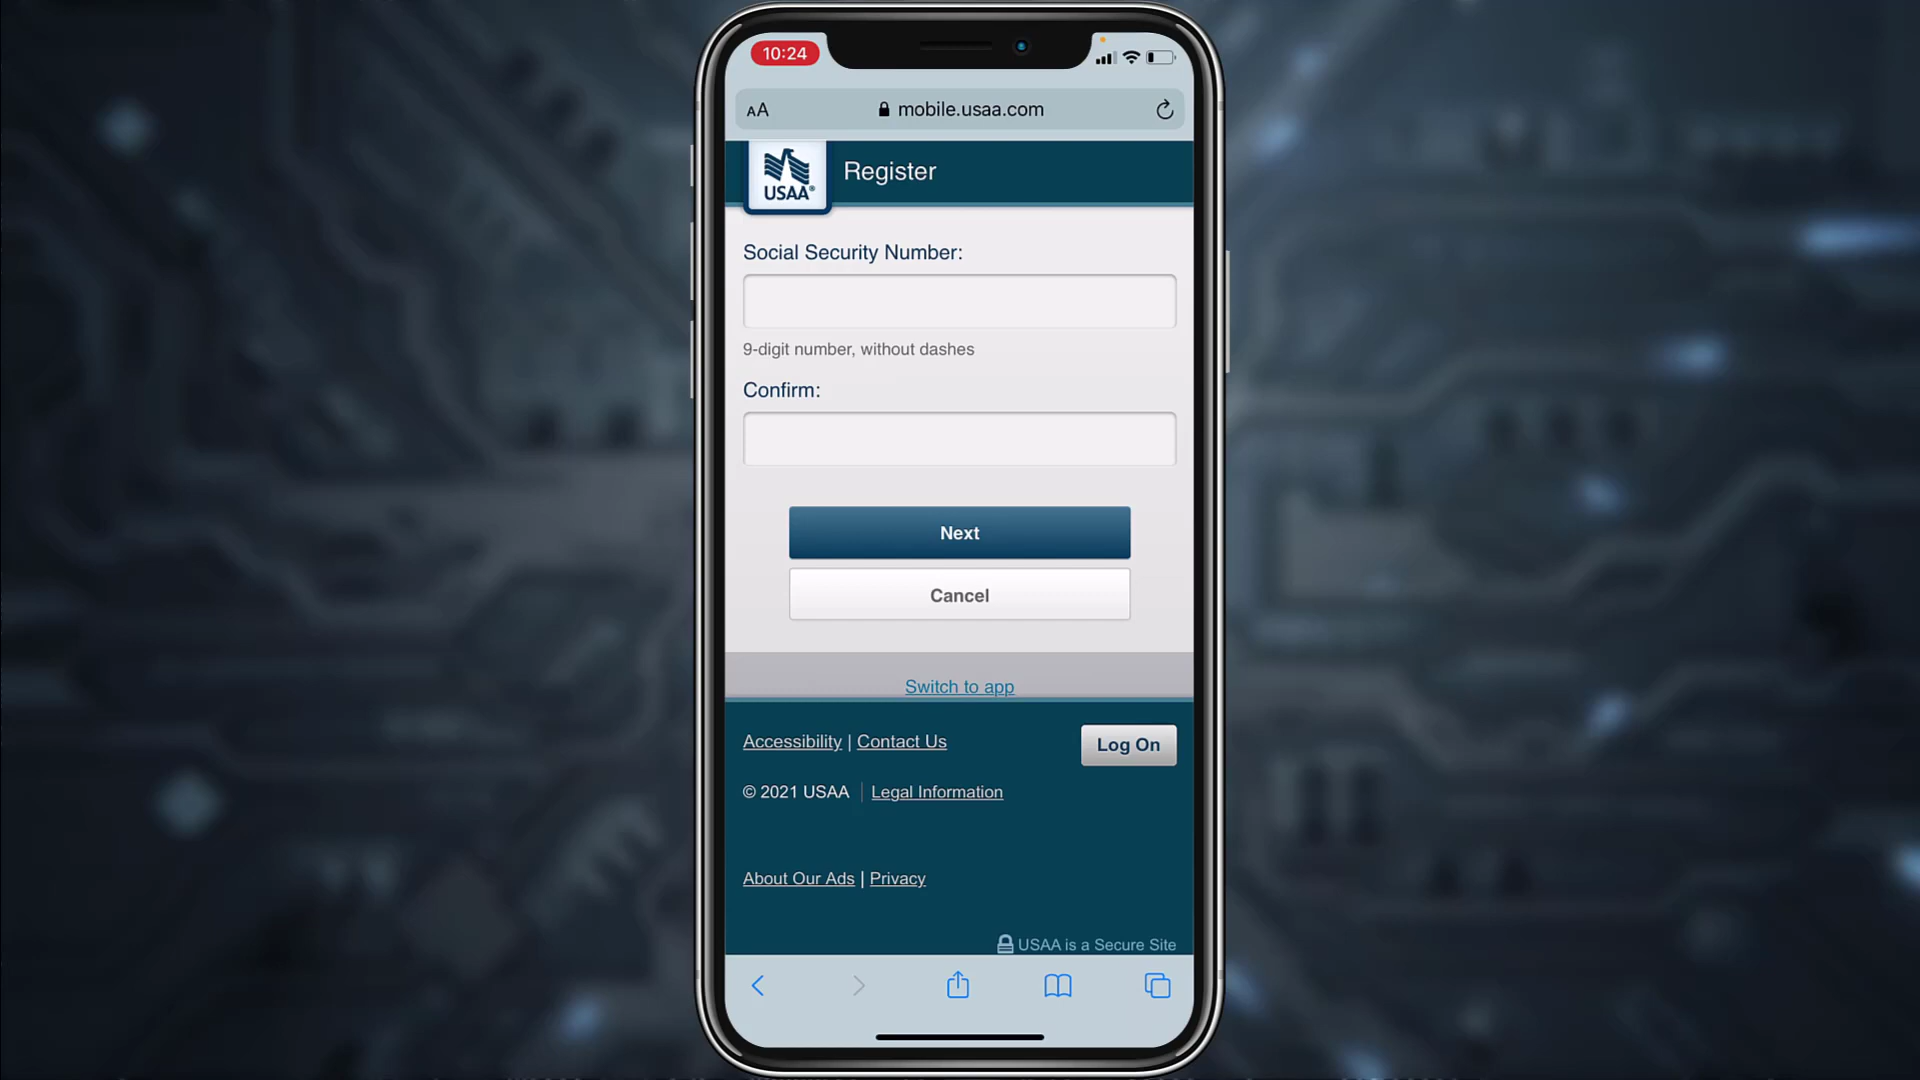 10:24
AA mobile.usaa.com
USAA®
Register
Social Security Number:
9-digit number, without dashes
Confirm:
Next
Cancel
Switch to app
Accessibility | Contact Us
Log On
© 2021 USAA | Legal Information
About Our Ads | Privacy
USAA is a Secure Site